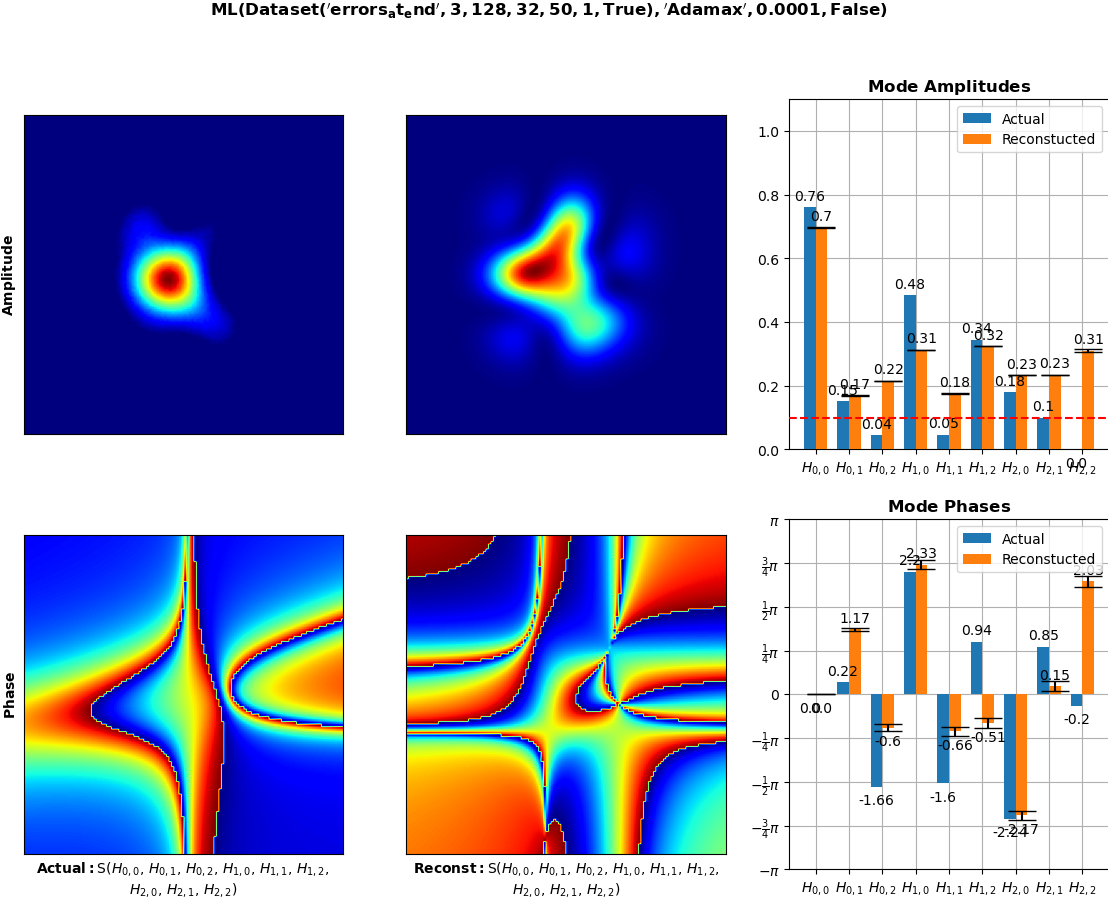 ML(Dataset('errors_at_end', 3, 128, 32, 50, 1, True), 'Adamax', 0.0001, False)
Amplitude
Mode Amplitudes
Actual
Reconstucted
1.0
0.8
0.6
0.4
0.2
0.0
0.76
0.7
0.15
0.17
0.04
0.22
0.48
0.31
0.05
0.18
0.34
0.32
0.18
0.23
0.1
0.23
0.0
0.31
H0,0 H0,1 H0,2 H1,0 H1,1 H1,2 H2,0 H2,1 H2,2
Phase
Mode Phases
Actual
Reconstucted
π
3/4π
1/2π
1/4π
0
−1/4π
−1/2π
−3/4π
−π
0.0
0.0
0.22
1.17
-1.66
-0.6
2.2
2.33
-1.6
-0.66
0.94
-0.51
-2.24
-2.17
0.85
0.15
-0.2
2.03
H0,0 H0,1 H0,2 H1,0 H1,1 H1,2 H2,0 H2,1 H2,2
Actual: S(H0,0, H0,1, H0,2, H1,0, H1,1, H1,2,
H2,0, H2,1, H2,2)
Reconst: S(H0,0, H0,1, H0,2, H1,0, H1,1, H1,2,
H2,0, H2,1, H2,2)